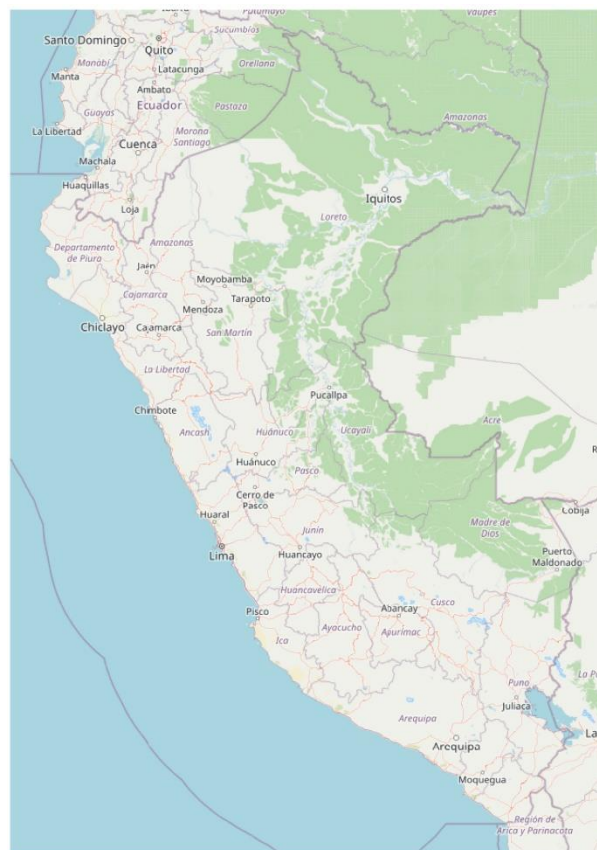 Putumayo
Vaupés
Ibarra
Sucumbíos
Santo Domingo
Quito
Manabí
Orellana
Manta
Latacunga
Ambato
Ecuador
Pastaza
Guayas
Amazonas
La Libertad
Morona
Santiago
Cuenca
Machala
Huaquillas
Iquitos
Loja
Loreto
Departamento
de Piura
Amazonas
Jaén
Moyobamba
Cajamarca
Tarapoto
Mendoza
Chiclayo
Cajamarca
San Martín
La Libertad
Pucallpa
Chimbote
Acre
Ancash
Huánuco
Ucayali
Huánuco
Pasco
Cerro de
Pasco
Cobija
Huaral
Madre de
Dios
Junín
Lima
Huancayo
Puerto
Maldonado
Huancavelica
Cusco
Abancay
Pisco
Ayacucho
Apurímac
Ica
Puno
Juliaca
Arequipa
Arequipa
Moquegua
Región de
Arica y Parinacota